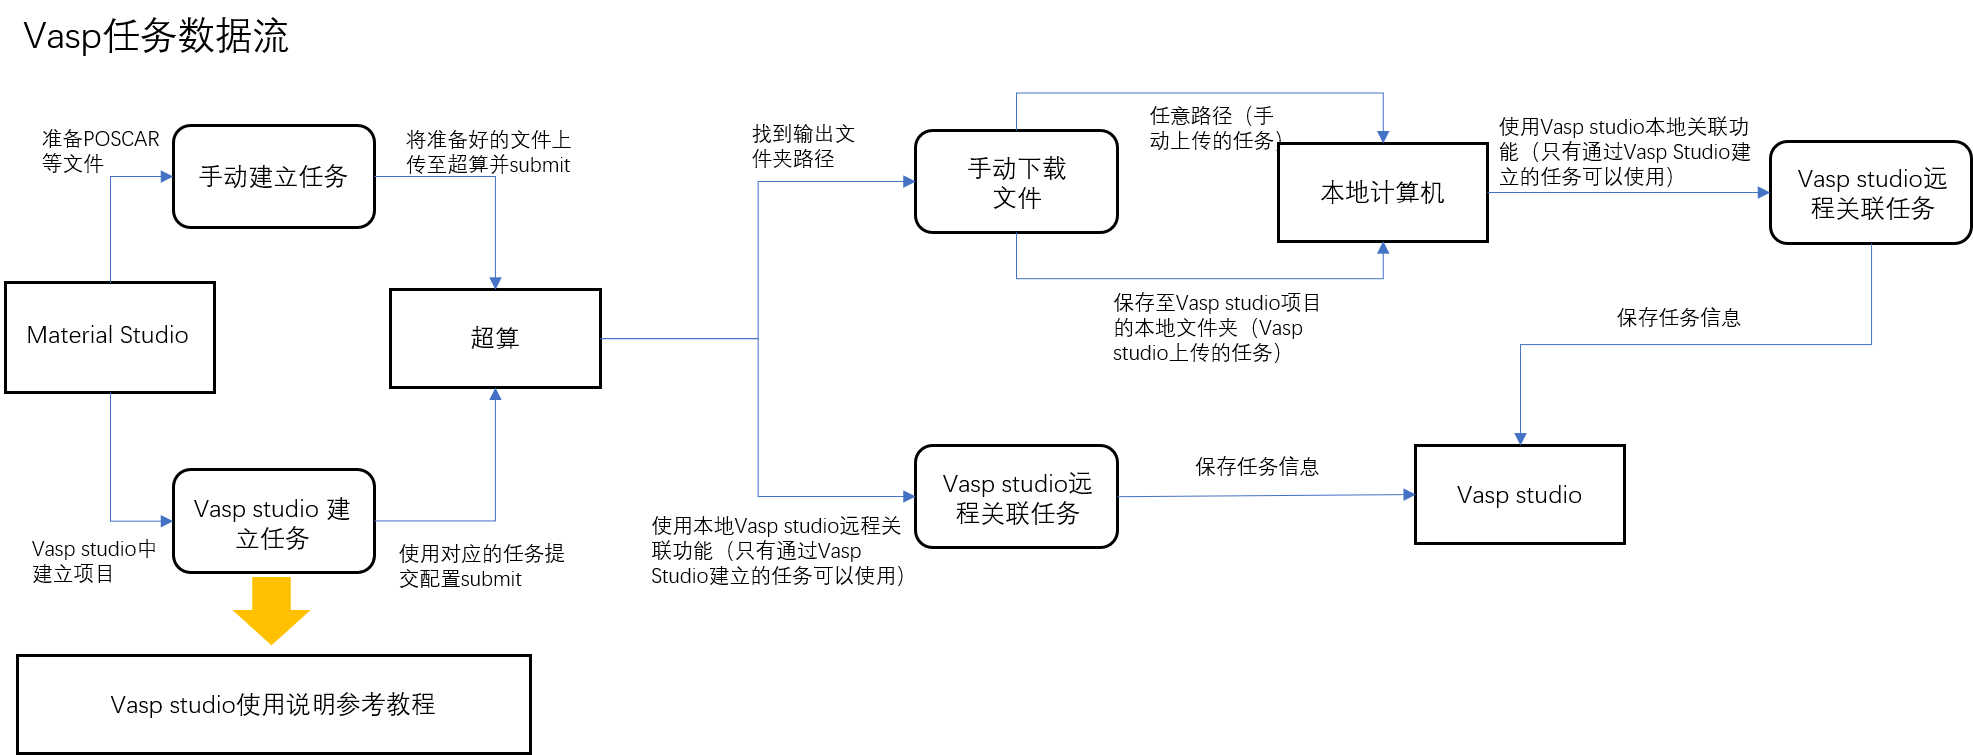 Vasp任务数据流
准备POSCAR
等文件
手动建立任务
将准备好的文件上
传至超算并submit
Material Studio
超算
Vasp studio中
建立项目
Vasp studio 建
立任务
使用对应的任务提
交配置submit
Vasp studio使用说明参考教程
找到输出文
件夹路径
手动下载
文件
任意路径（手
动上传的任务）
本地计算机
保存至Vasp studio项目
的本地文件夹（Vasp
studio上传的任务）
使用Vasp studio本地关联功
能（只有通过Vasp Studio建
立的任务可以使用）
Vasp studio远
程关联任务
保存任务信息
使用本地Vasp studio远程关
联功能（只有通过Vasp
Studio建立的任务可以使用）
Vasp studio远
程关联任务
保存任务信息
Vasp studio